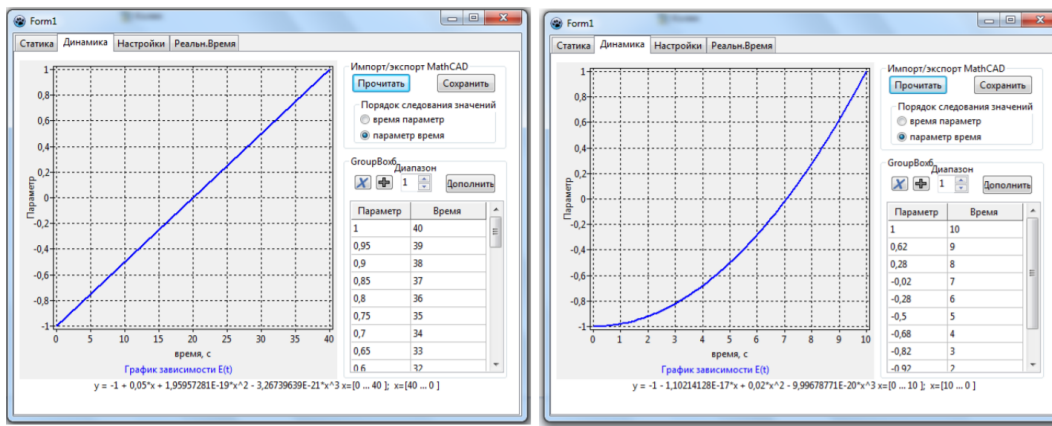 Form1
Статика Динамика Настройки Реальн.Время
Импорт/экспорт MathCAD
Прочитать Сохранить
Порядок следования значений
время параметр
параметр время
GroupBox6
Диапазон
1 Дополнить
Параметр Время
1 40
0,95 39
0,9 38
0,85 37
0,8 36
0,75 35
0,7 34
0,65 33
0,6 32
Параметр
1
0,8
0,6
0,4
0,2
0
-0,2
-0,4
-0,6
-0,8
-1
0 5 10 15 20 25 30 35 40
время, с
График зависимости E(t)
y = -1 + 0,05*x + 1,95957281E-19*x^2 - 3,26739639E-21*x^3 x=[0 ... 40 ]; x=[40 ... 0 ]
Form1
Статика Динамика Настройки Реальн.Время
Импорт/экспорт MathCAD
Прочитать Сохранить
Порядок следования значений
время параметр
параметр время
GroupBox6
Диапазон
1 Дополнить
Параметр Время
1 10
0,62 9
0,28 8
-0,02 7
-0,28 6
-0,5 5
-0,68 4
-0,82 3
-0,92 2
Параметр
1
0,8
0,6
0,4
0,2
0
-0,2
-0,4
-0,6
-0,8
-1
0 1 2 3 4 5 6 7 8 9 10
время, с
График зависимости E(t)
y = -1 - 1,10214128E-17*x + 0,02*x^2 - 9,99678771E-20*x^3 x=[0 ... 10 ]; x=[10 ... 0 ]